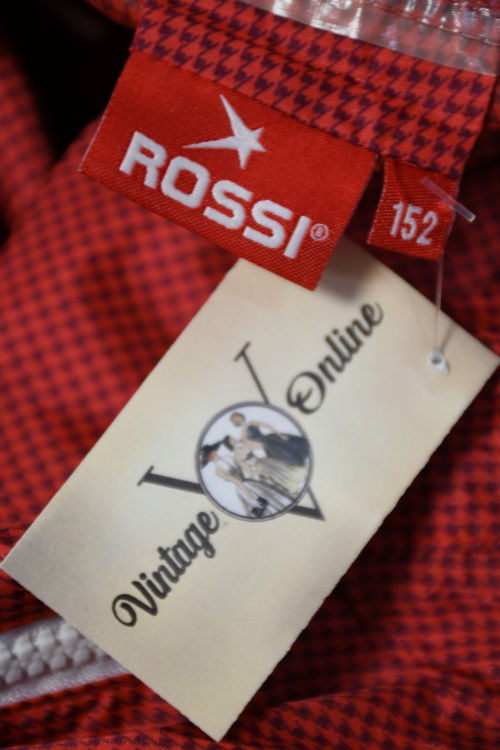 ROSSI®
152
Vintage Online
V